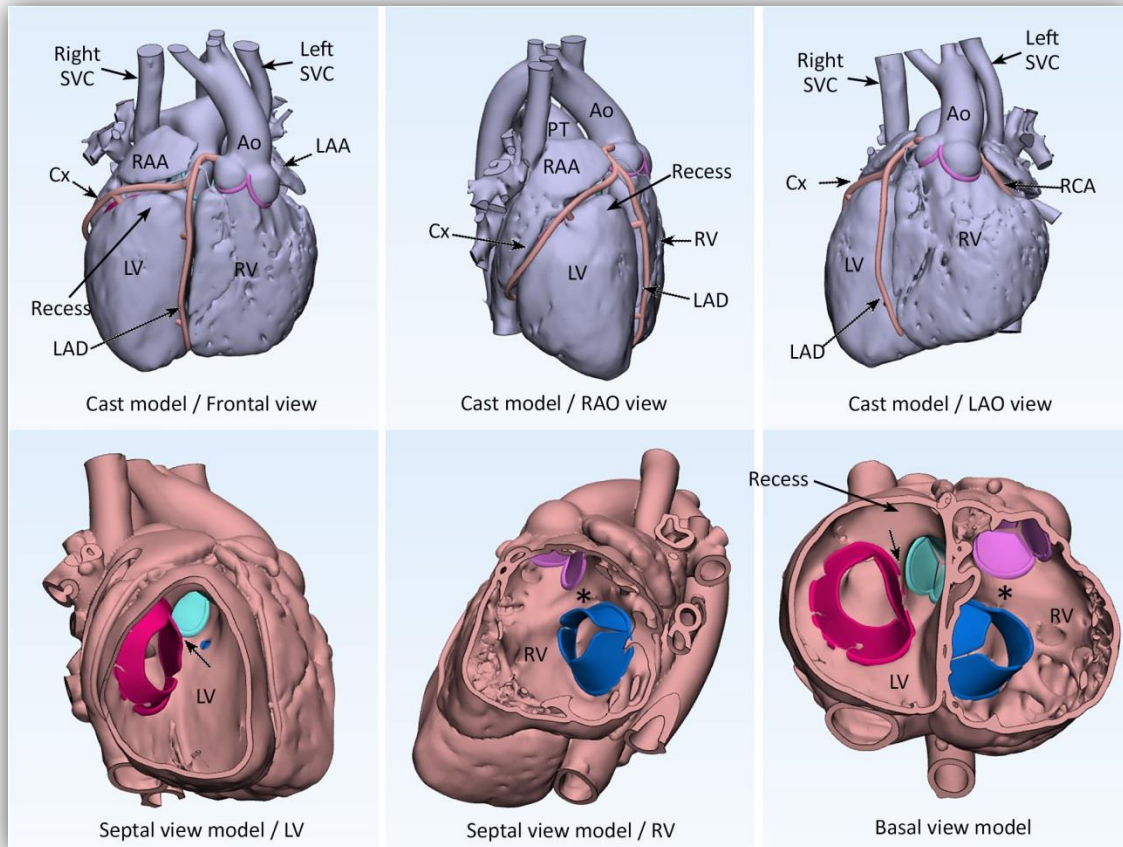 Right
SVC
Left
SVC
Ao
RAA
LAA
Cx
LV
RV
Recess
LAD
Cast model / Frontal view
Ao
PT
RAA
Recess
Cx
RV
LV
LAD
Cast model / RAO view
Left
SVC
Right
SVC
Ao
Cx
RCA
RV
LV
LAD
Cast model / LAO view
LV
Septal view model / LV
*
RV
Septal view model / RV
Recess
*
RV
LV
Basal view model